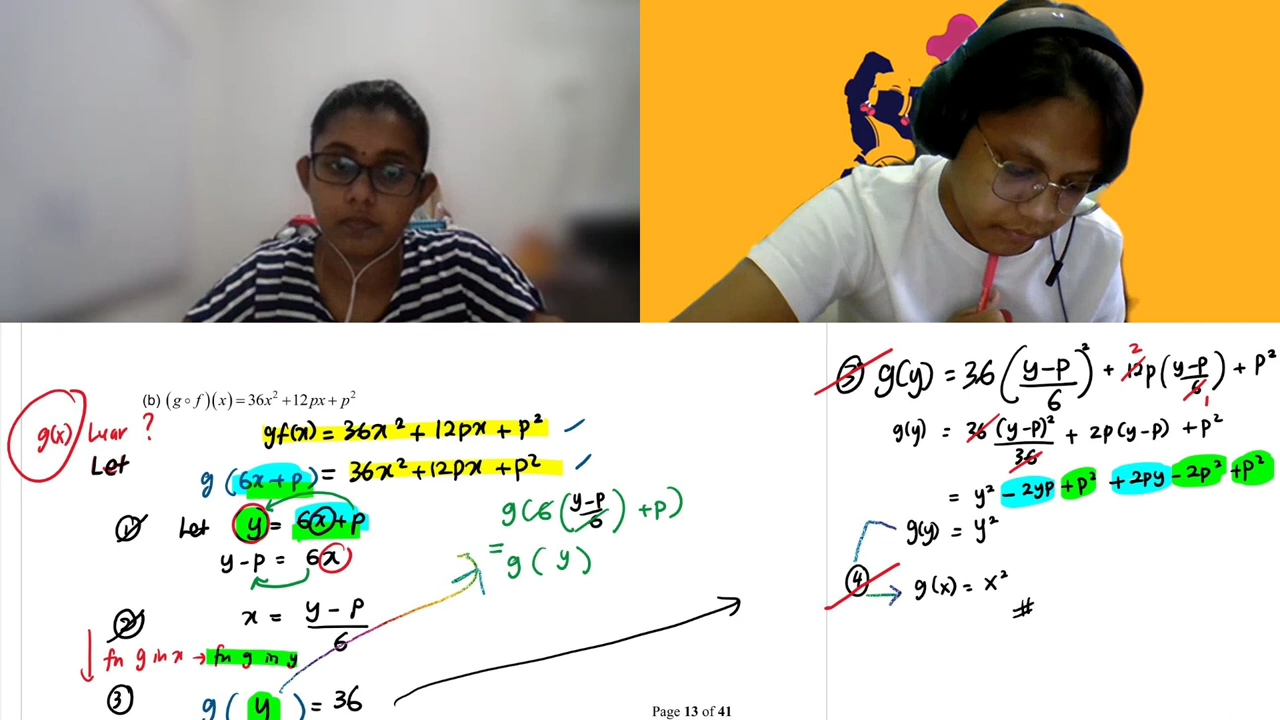 (b) (g∘f)(x) = 36x² + 12px + p²
g(x) luar ?
gf(x) = 36x² + 12px + p²
Let
g (6x + p) = 36x² + 12px + p²
① Let y = 6x + p
y - p = 6x
② x = y - p / 6
fn g in x → fn g in y
③ g( y ) = 36
g(6(y-p/6) + p)
= g ( y )
③ g(y) = 36 (y-p/6)² + 12p (y-p/6) + p²
2
1
g(y) = 36 (y-p)²/36 + 2p(y-p) + p²
= y² - 2yp + p² + 2py - 2p² + p²
g(y) = y²
④ → g(x) = x²
#
Page 13 of 41